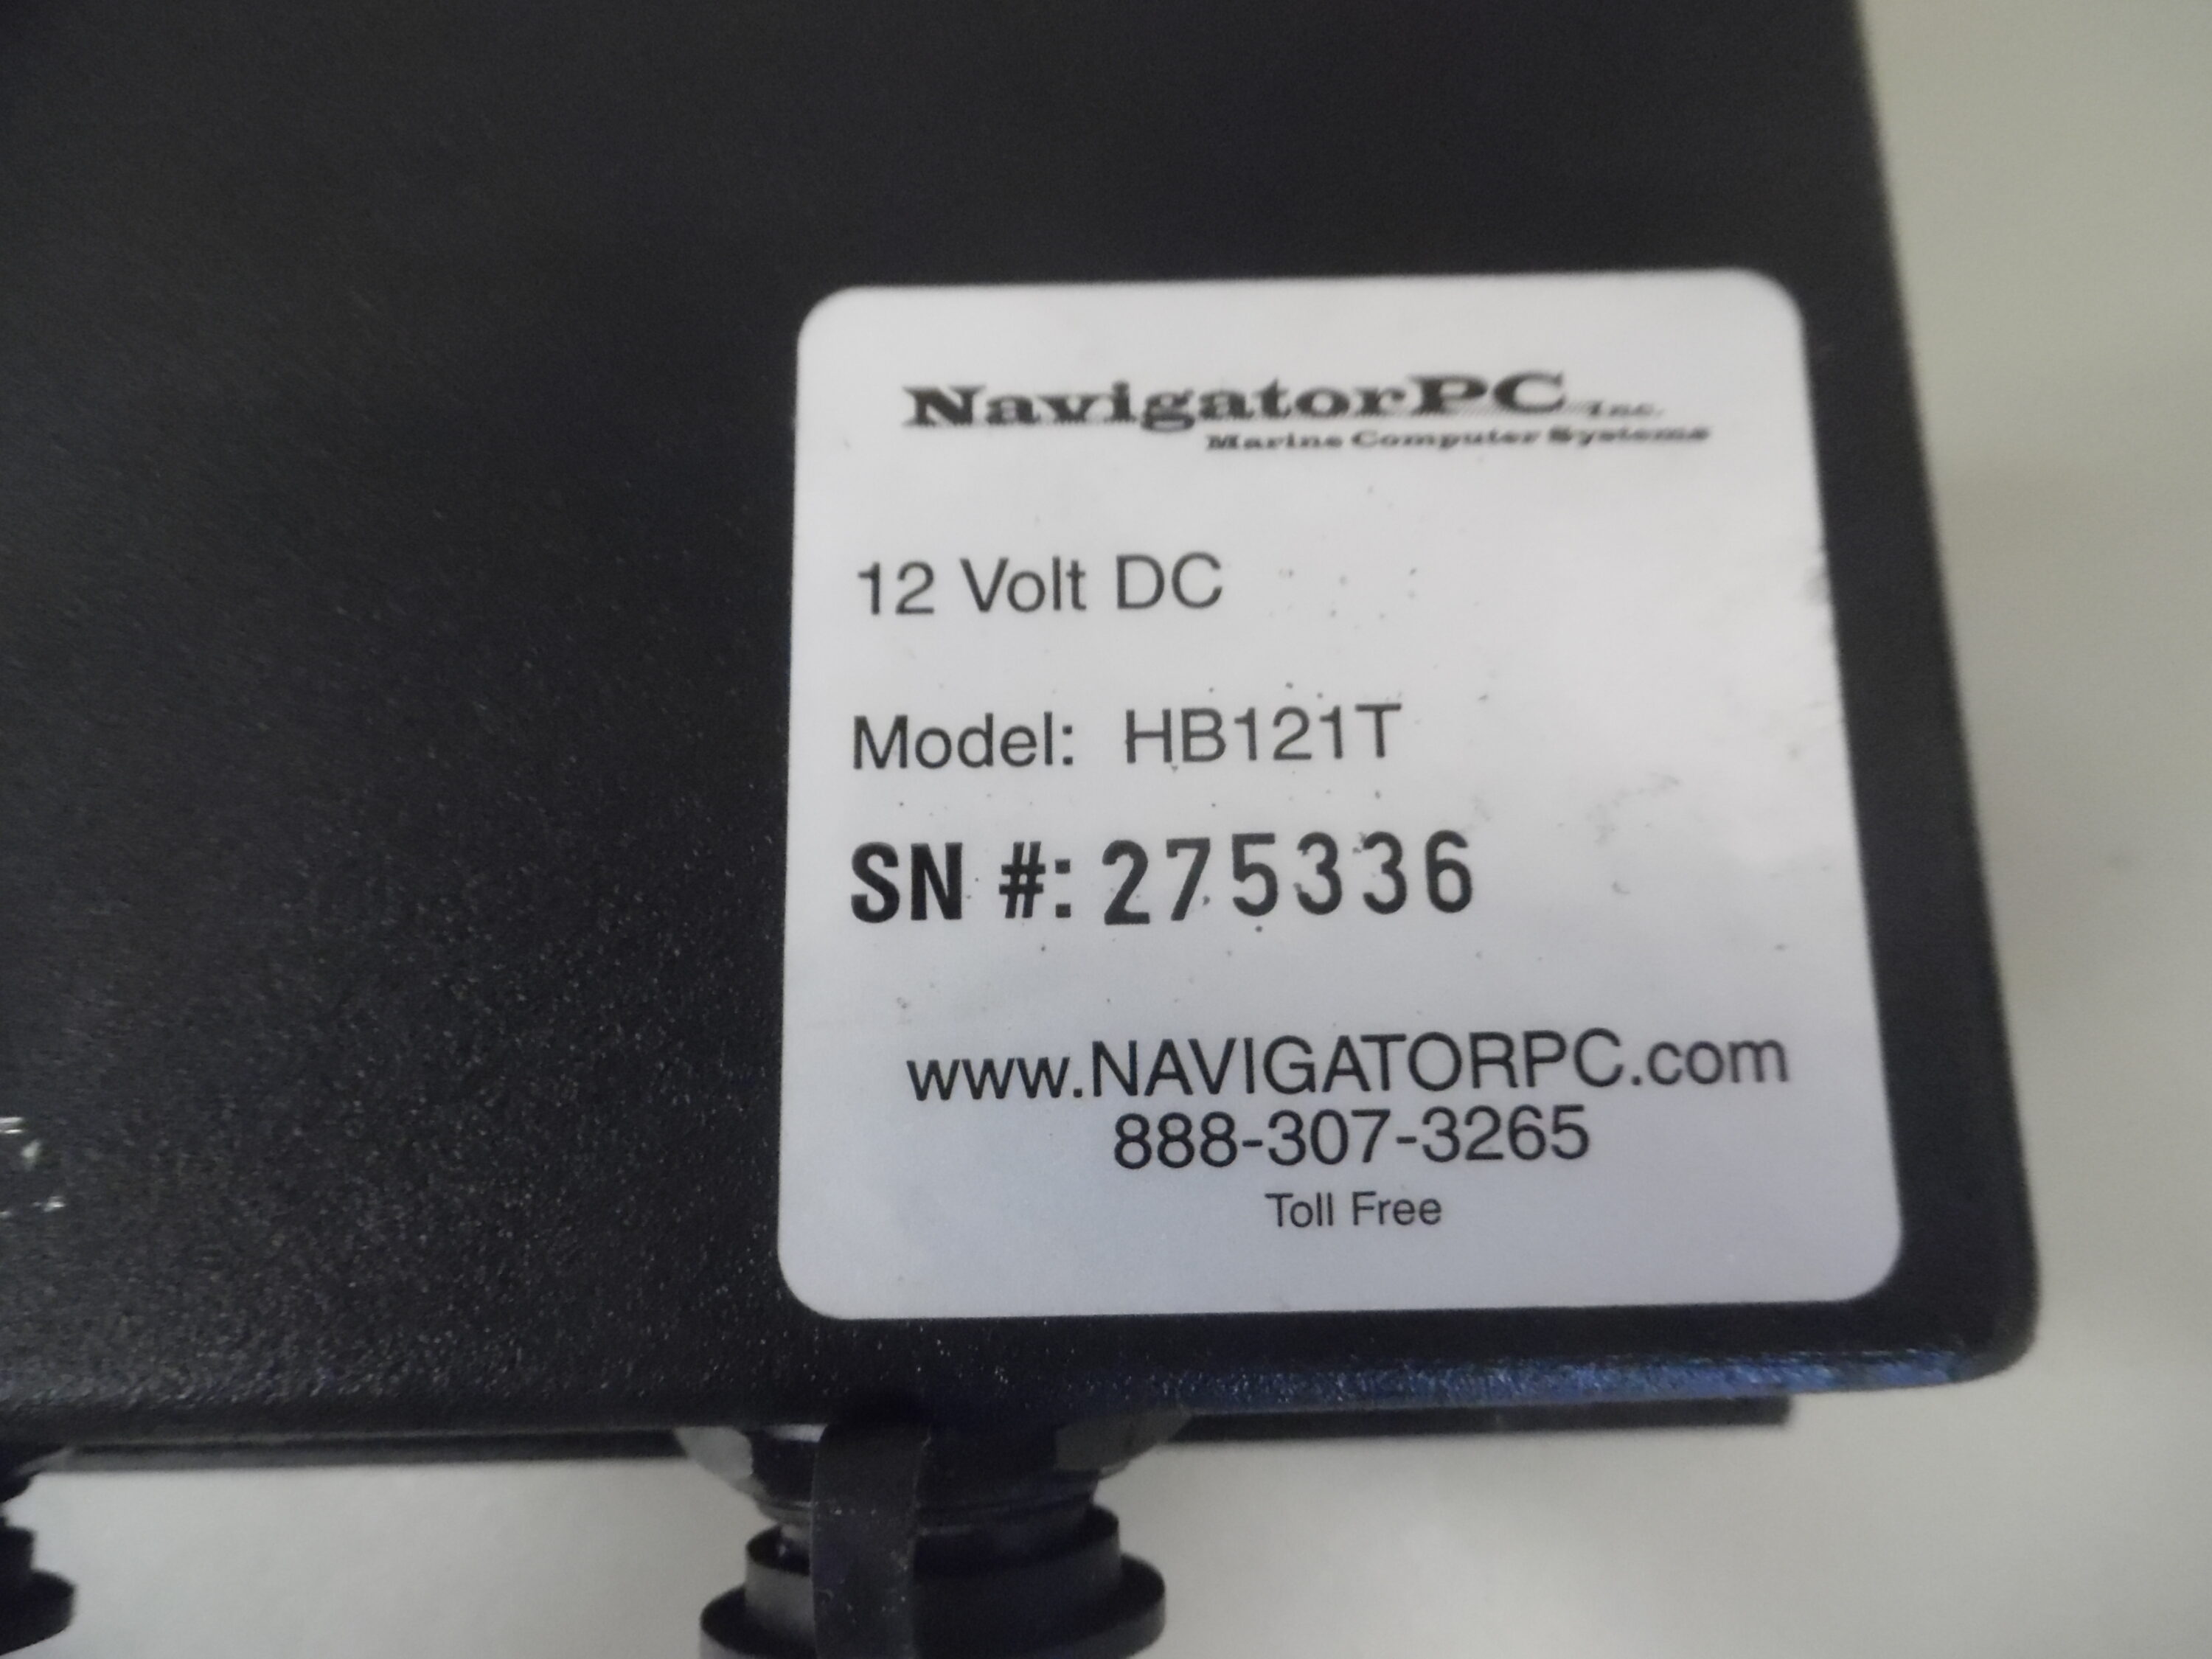 NavigatorPC Inc.
Marine Computer Systems
12 Volt DC
Model: HB121T
SN #: 275336
www.NAVIGATORPC.com
888-307-3265
Toll Free